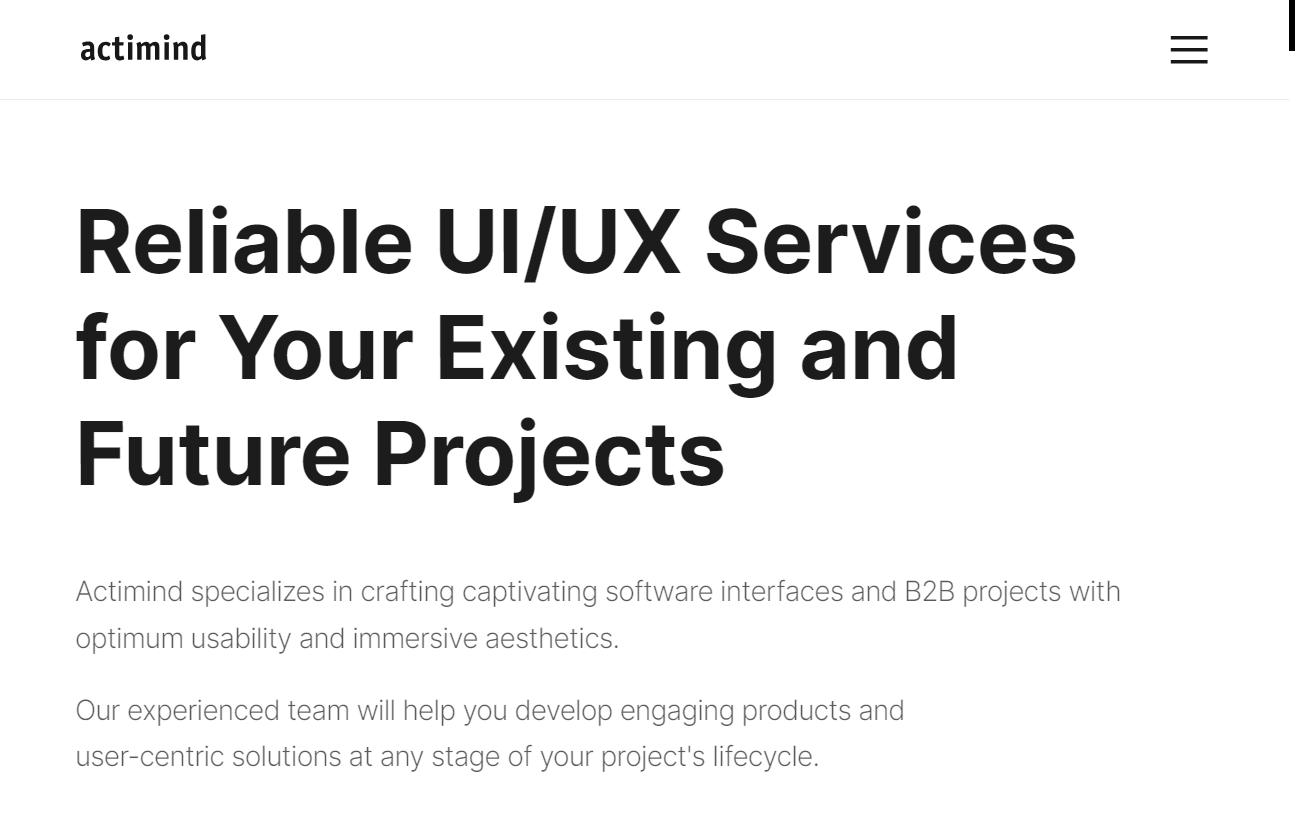 actimind
Reliable UI/UX Services
for Your Existing and
Future Projects
Actimind specializes in crafting captivating software interfaces and B2B projects with
optimum usability and immersive aesthetics.
Our experienced team will help you develop engaging products and
user-centric solutions at any stage of your project's lifecycle.